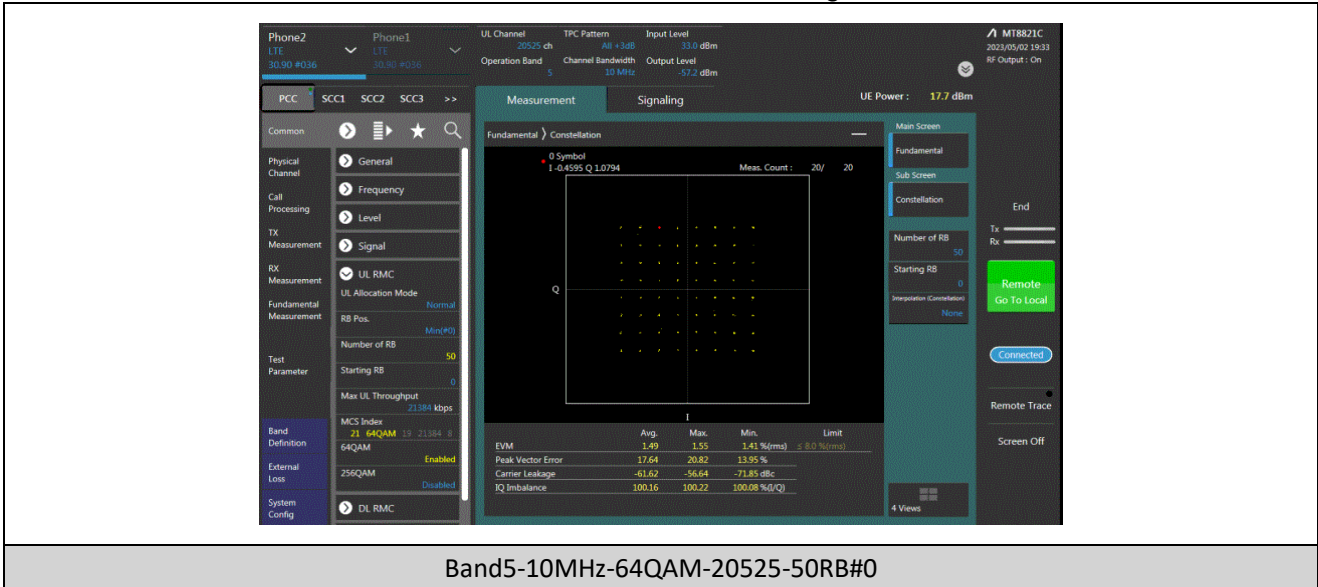 Phone2
LTE
30.90 #036
Phone1
LTE
30.90 #036
UL Channel
20525 ch
TPC Pattern
All +3dB
Input Level
33.0 dBm
Operation Band
5
Channel Bandwidth
10 MHz
Output Level
-57.2 dBm
MT8821C
2023/05/02 19:33
RF Output : On
PCC SCC1 SCC2 SCC3 >>
Measurement Signaling
UE Power : 17.7 dBm
Common
Physical
Channel
Call
Processing
TX
Measurement
RX
Measurement
Fundamental
Measurement
Test
Parameter
Band
Definition
External
Loss
System
Config
General
Frequency
Level
Signal
UL RMC
UL Allocation Mode
Normal
RB Pos.
Min(#0)
Number of RB
50
Starting RB
0
Max UL Throughput
21384 kbps
MCS Index
21 64QAM 19 21384 8
64QAM
Enabled
256QAM
Disabled
DL RMC
Fundamental 〉 Constellation
0 Symbol
I -0.4595 Q 1.0794
Meas. Count : 20/ 20
Q
I
Avg. Max. Min. Limit
EVM 1.49 1.55 1.41 %(rms) ≤ 8.0 %(rms)
Peak Vector Error 17.64 20.82 13.95 %
Carrier Leakage -61.62 -56.64 -71.85 dBc
IQ Imbalance 100.16 100.22 100.08 %(I/Q)
Main Screen
Fundamental
Sub Screen
Constellation
Number of RB
50
Starting RB
0
Interpolation (Constellation)
None
4 Views
End
Tx
Rx
Remote
Go To Local
Connected
Remote Trace
Screen Off
Band5-10MHz-64QAM-20525-50RB#0